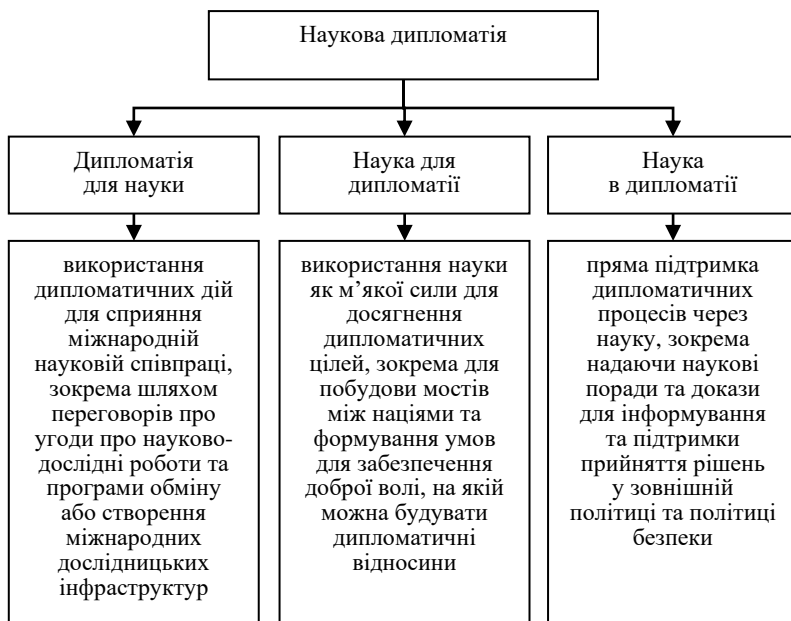 Наукова дипломатія
Дипломатія
для науки
Наука для
дипломатії
Наука
в дипломатії
використання
дипломатичних дій
для сприяння
міжнародній
науковій співпраці,
зокрема шляхом
переговорів про
угоди про науково-
дослідні роботи та
програми обміну
або створення
міжнародних
дослідницьких
інфраструктур
використання науки
як м’якої сили для
досягнення
дипломатичних
цілей, зокрема для
побудови мостів
між націями та
формування умов
для забезпечення
доброї волі, на якій
можна будувати
дипломатичні
відносини
пряма підтримка
дипломатичних
процесів через
науку, зокрема
надаючи наукові
поради та докази
для інформування
та підтримки
прийняття рішень
у зовнішній
політиці та політиці
безпеки